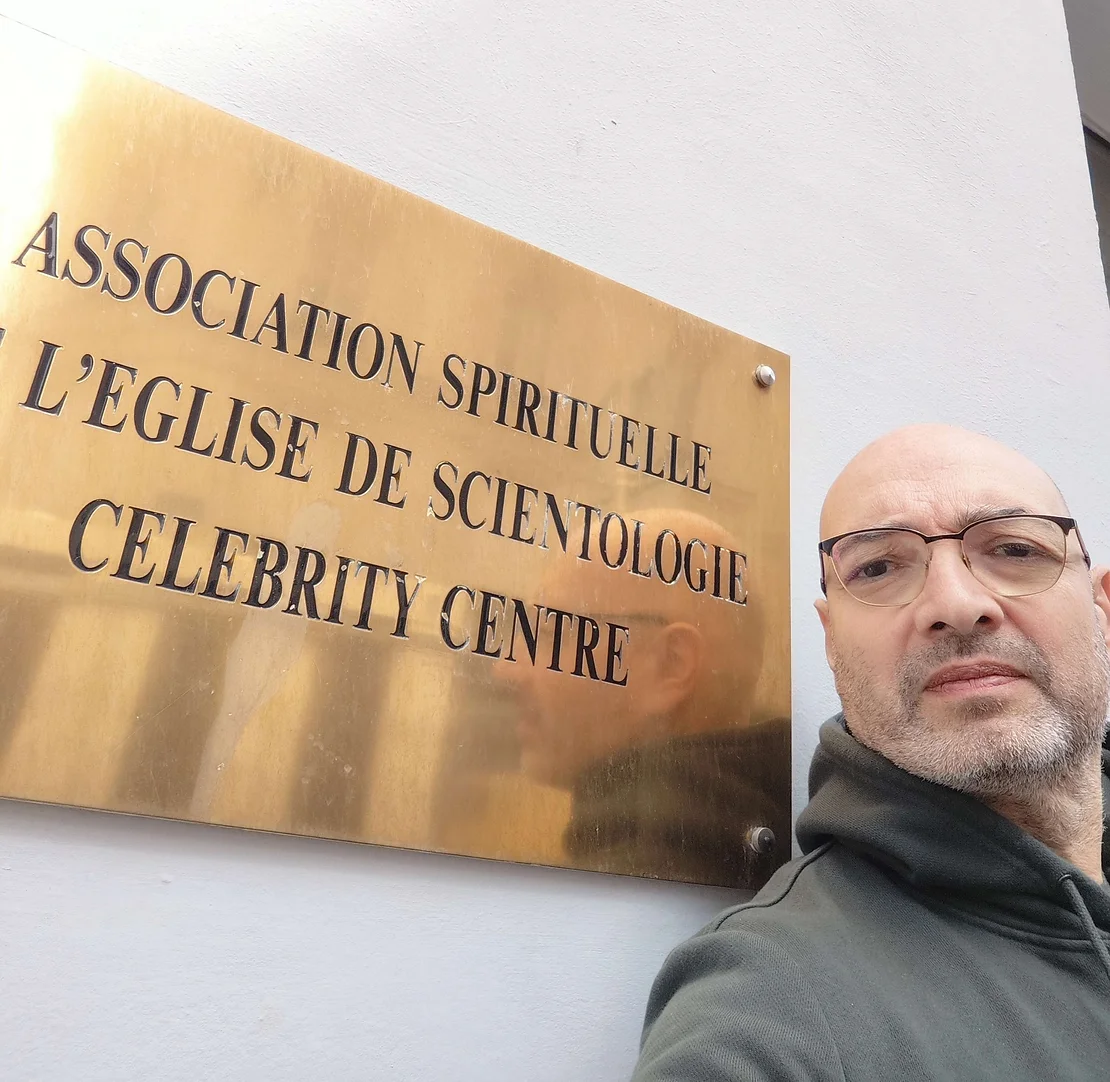 ASSOCIATION SPIRITUELLE
L'EGLISE DE SCIENTOLOGIE
CELEBRITY CENTRE